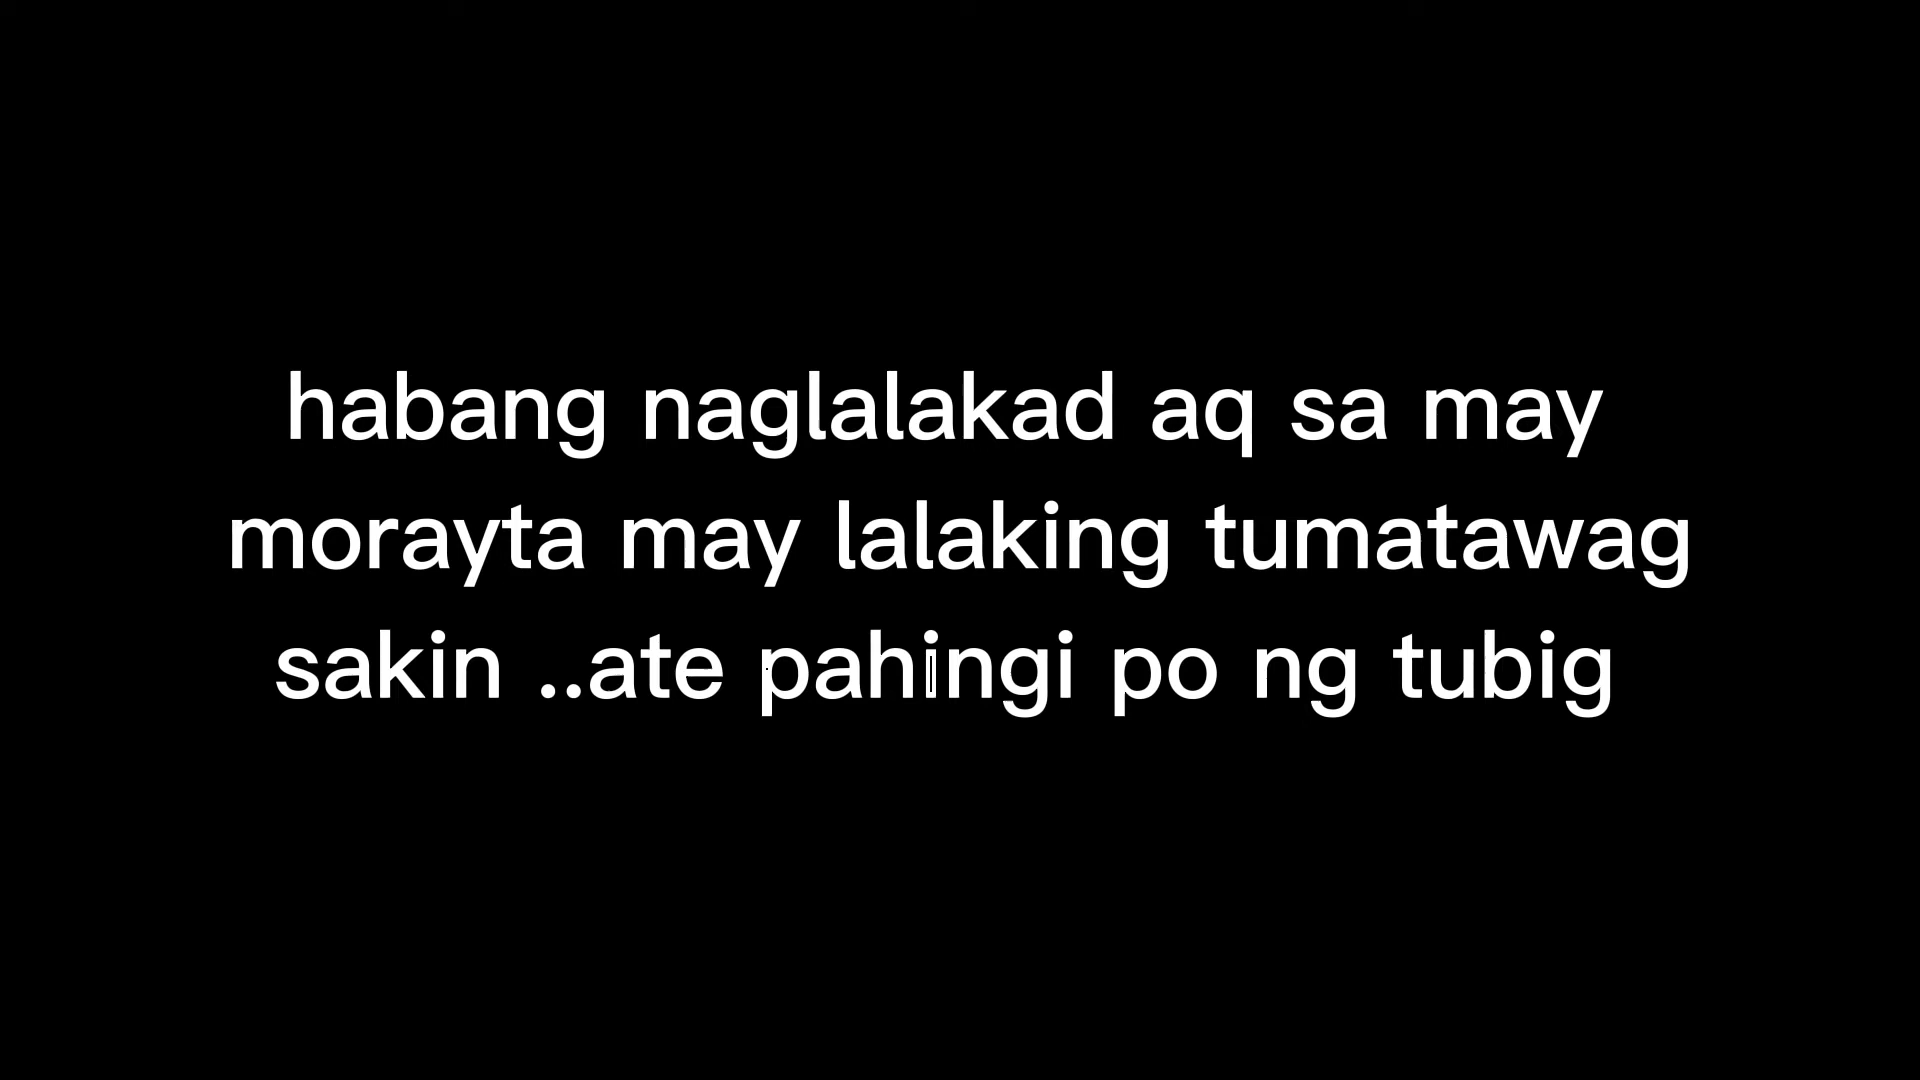 habang naglalakad aq sa may
morayta may lalaking tumatawag
sakin ..ate pahingi po ng tubig